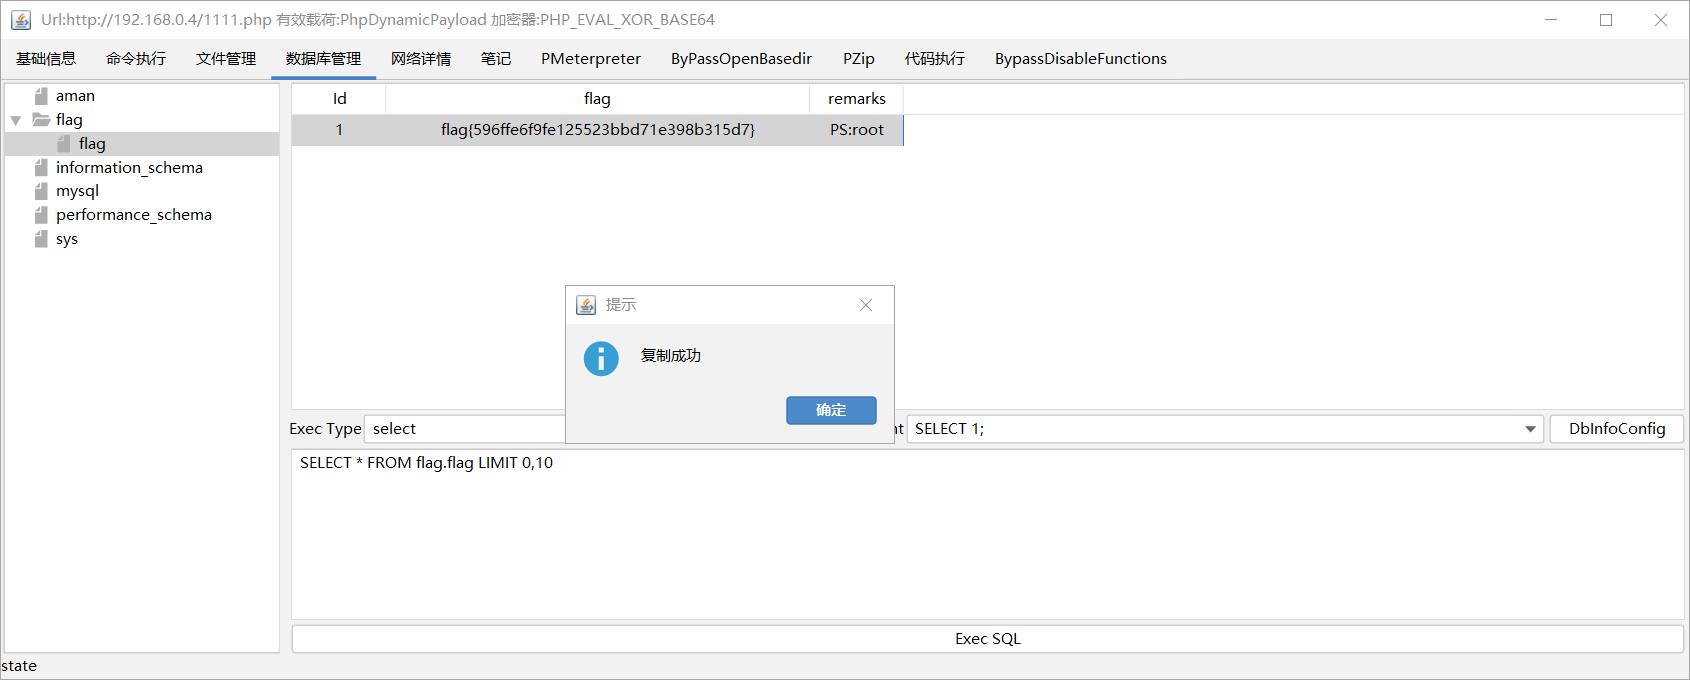 Url:http://192.168.0.4/1111.php 有效载荷:PhpDynamicPayload 加密器:PHP_EVAL_XOR_BASE64
基础信息 命令执行 文件管理 数据库管理 网络详情 笔记 PMeterpreter ByPassOpenBasedir PZip 代码执行 BypassDisableFunctions
aman
flag
flag
information_schema
mysql
performance_schema
sys
Id flag remarks
1 flag{596ffe6f9fe125523bbd71e398b315d7} PS:root
提示
复制成功
确定
Exec Type select SELECT 1; DbInfoConfig
SELECT * FROM flag.flag LIMIT 0,10
Exec SQL
state